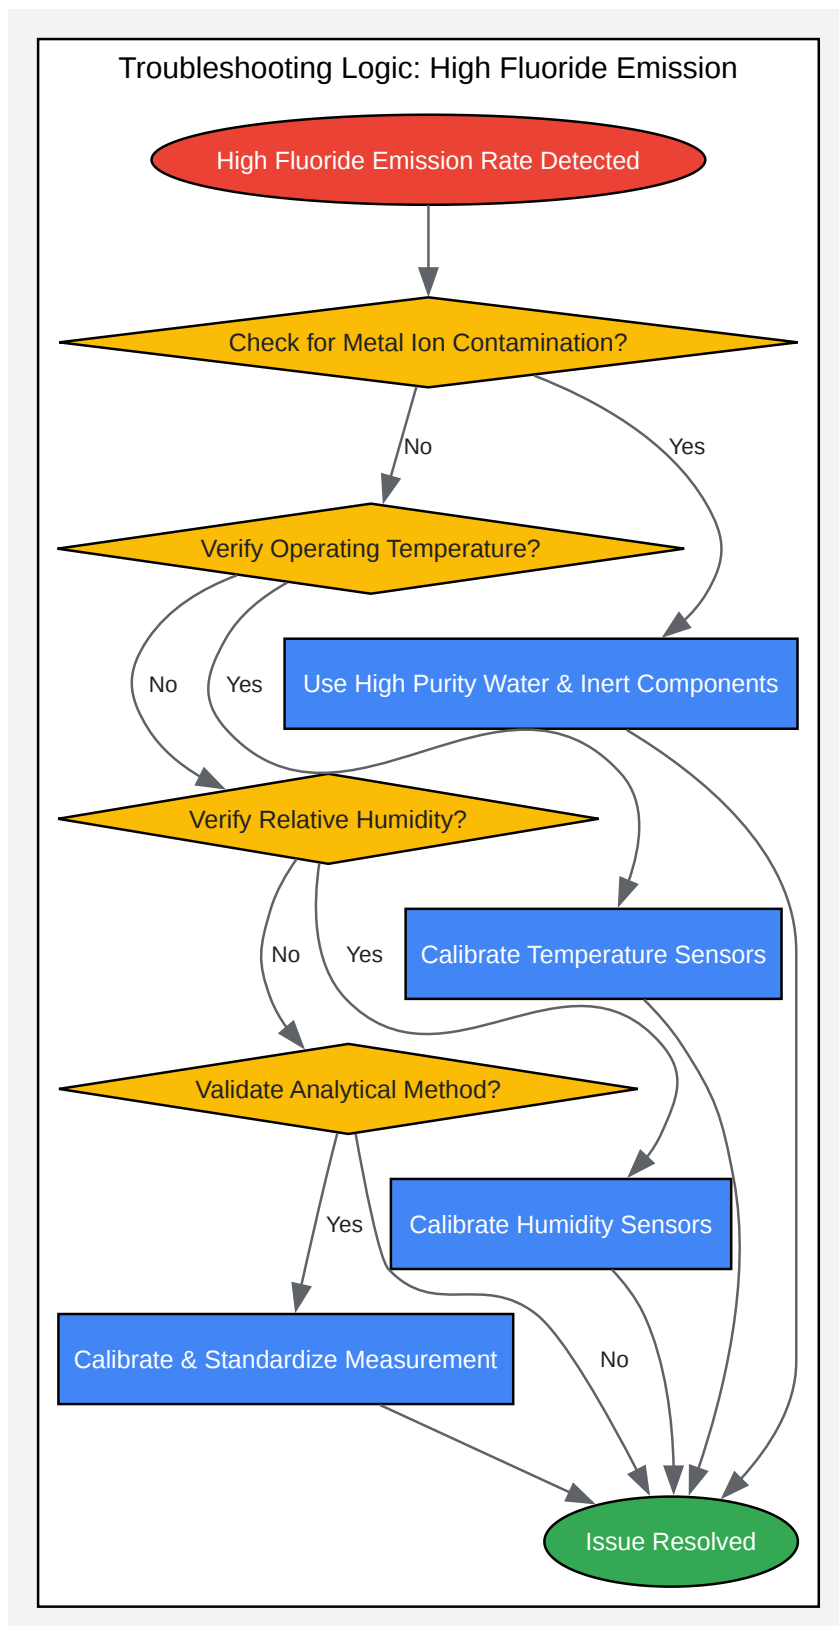 Troubleshooting Logic: High Fluoride Emission
High Fluoride Emission Rate Detected
Check for Metal Ion Contamination?
No
Yes
Verify Operating Temperature?
Use High Purity Water & Inert Components
No
Yes
Verify Relative Humidity?
No
Yes
Calibrate Temperature Sensors
Validate Analytical Method?
Yes
Calibrate Humidity Sensors
Calibrate & Standardize Measurement
No
Issue Resolved